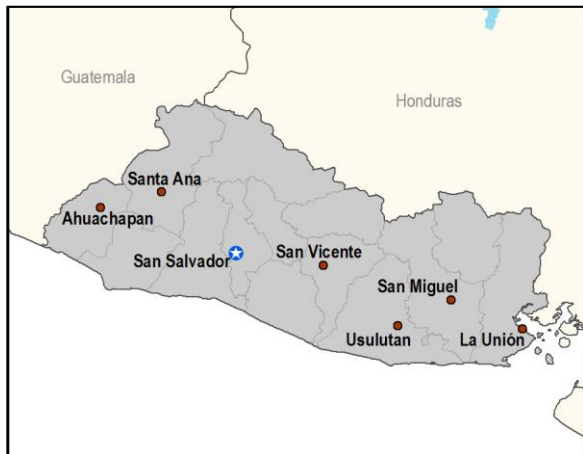 Guatemala
Honduras
Santa Ana
Ahuachapan
San Salvador
San Vicente
San Miguel
Usulutan
La Unión